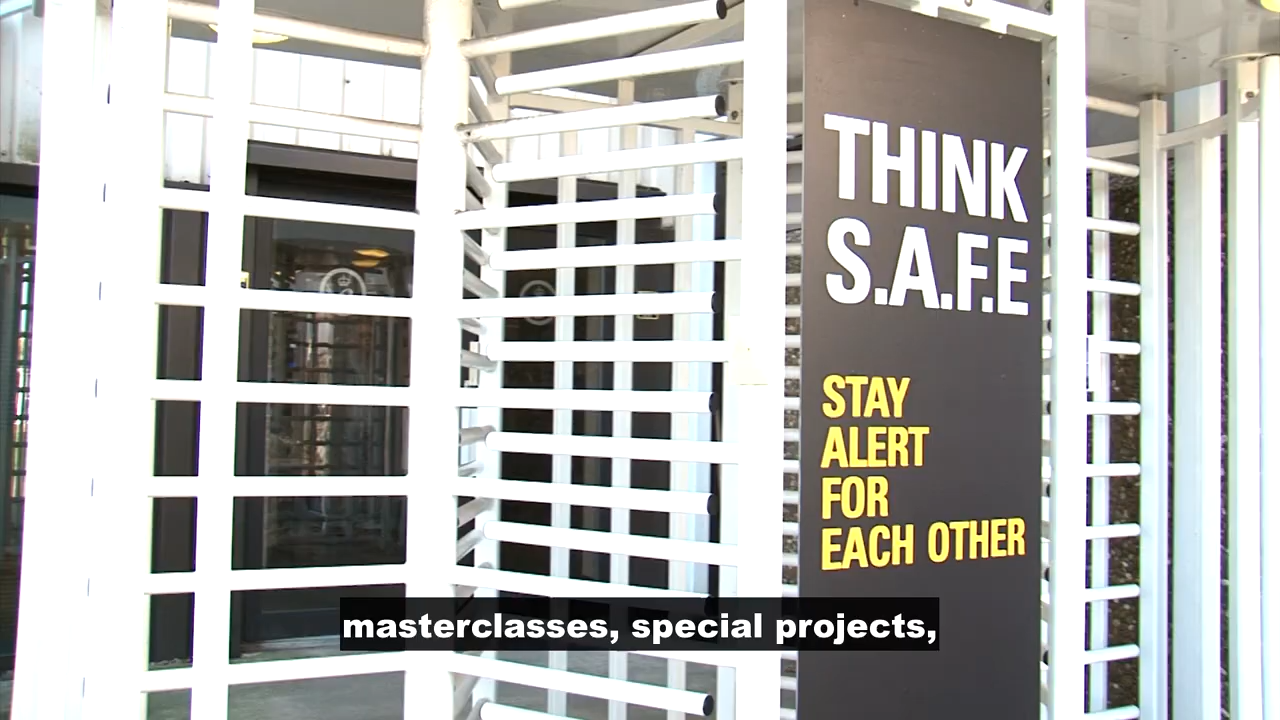 THINK
S.A.F.E
STAY
ALERT
FOR
EACH OTHER
masterclasses, special projects,